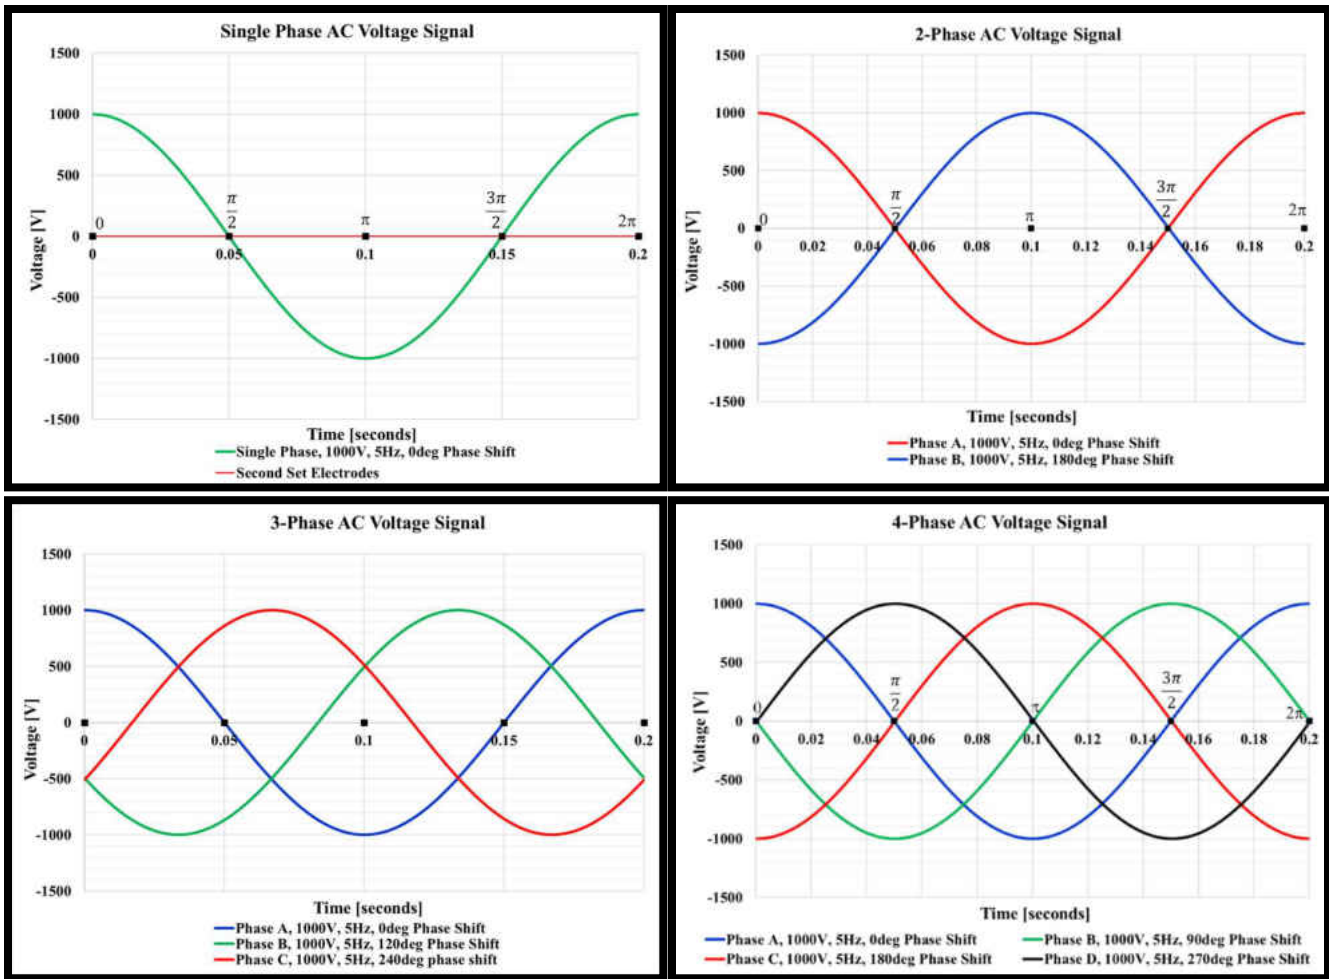 Single Phase AC Voltage Signal
1500
1000
500
0
-500
-1000
-1500
Voltage [V]
0
π/2
π
3π/2
2π
0
0.05
0.1
0.15
0.2
Time [seconds]
Single Phase, 1000V, 5Hz, 0deg Phase Shift
Second Set Electrodes
2-Phase AC Voltage Signal
1500
1000
500
0
-500
-1000
-1500
Voltage [V]
0
π/2
π
3π/2
2π
0
0.02
0.04
0.06
0.08
0.1
0.12
0.14
0.16
0.18
0.2
Time [seconds]
Phase A, 1000V, 5Hz, 0deg Phase Shift
Phase B, 1000V, 5Hz, 180deg Phase Shift
3-Phase AC Voltage Signal
1500
1000
500
0
-500
-1000
-1500
Voltage [V]
0
0.05
0.1
0.15
0.2
Time [seconds]
Phase A, 1000V, 5Hz, 0deg Phase Shift
Phase B, 1000V, 5Hz, 120deg Phase Shift
Phase C, 1000V, 5Hz, 240deg phase shift
4-Phase AC Voltage Signal
1500
1000
500
0
-500
-1000
-1500
Voltage [V]
0
π/2
π
3π/2
2π
0
0.02
0.04
0.06
0.08
0.1
0.12
0.14
0.16
0.18
0.2
Time [seconds]
Phase A, 1000V, 5Hz, 0deg Phase Shift
Phase B, 1000V, 5Hz, 90deg Phase Shift
Phase C, 1000V, 5Hz, 180deg Phase Shift
Phase D, 1000V, 5Hz, 270deg Phase Shift